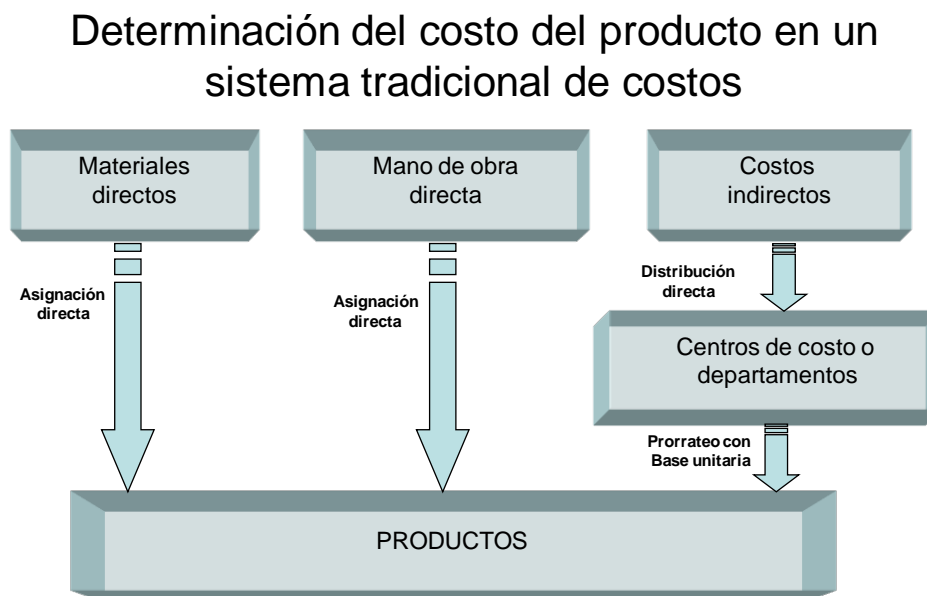 Determinación del costo del producto en un
sistema tradicional de costos
Materiales
directos
Mano de obra
directa
Costos
indirectos
Asignación
directa
Asignación
directa
Distribución
directa
Centros de costo o
departamentos
Prorrateo con
Base unitaria
PRODUCTOS